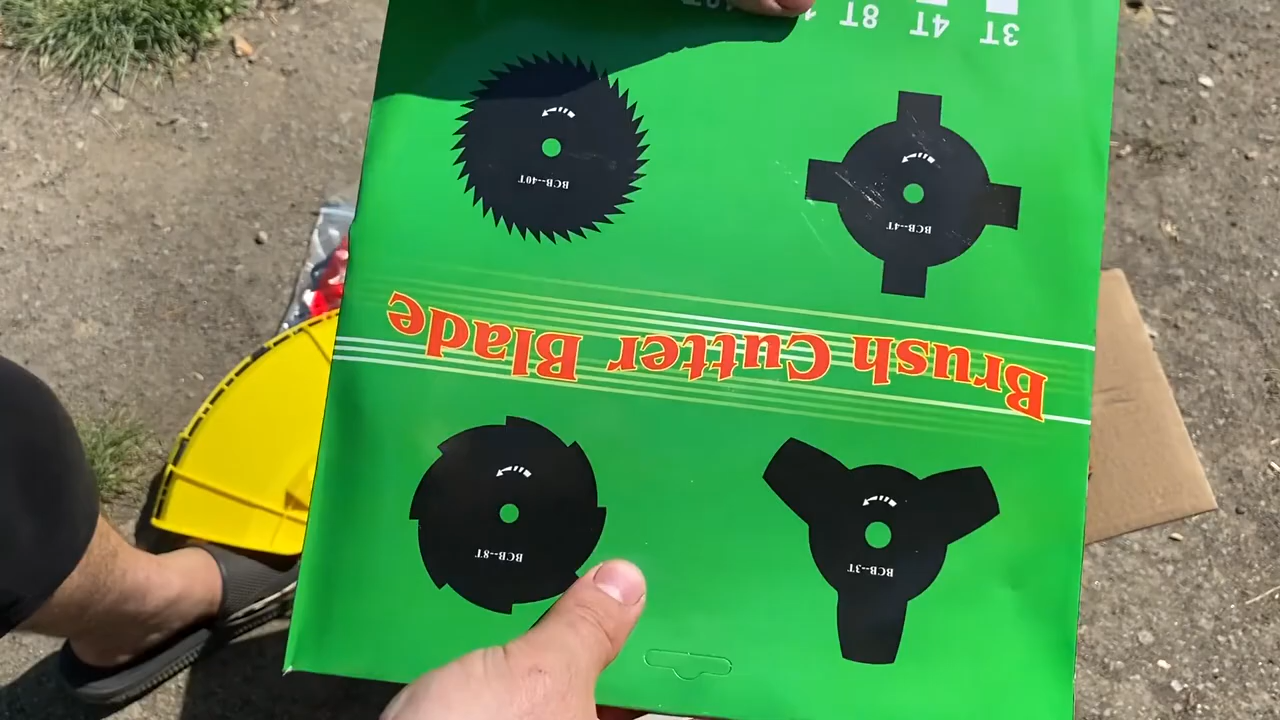 BCB--3T
BCB--8T
Brush Cutter Blade
BCB--4T
BCB--40T
3T 4T 8T